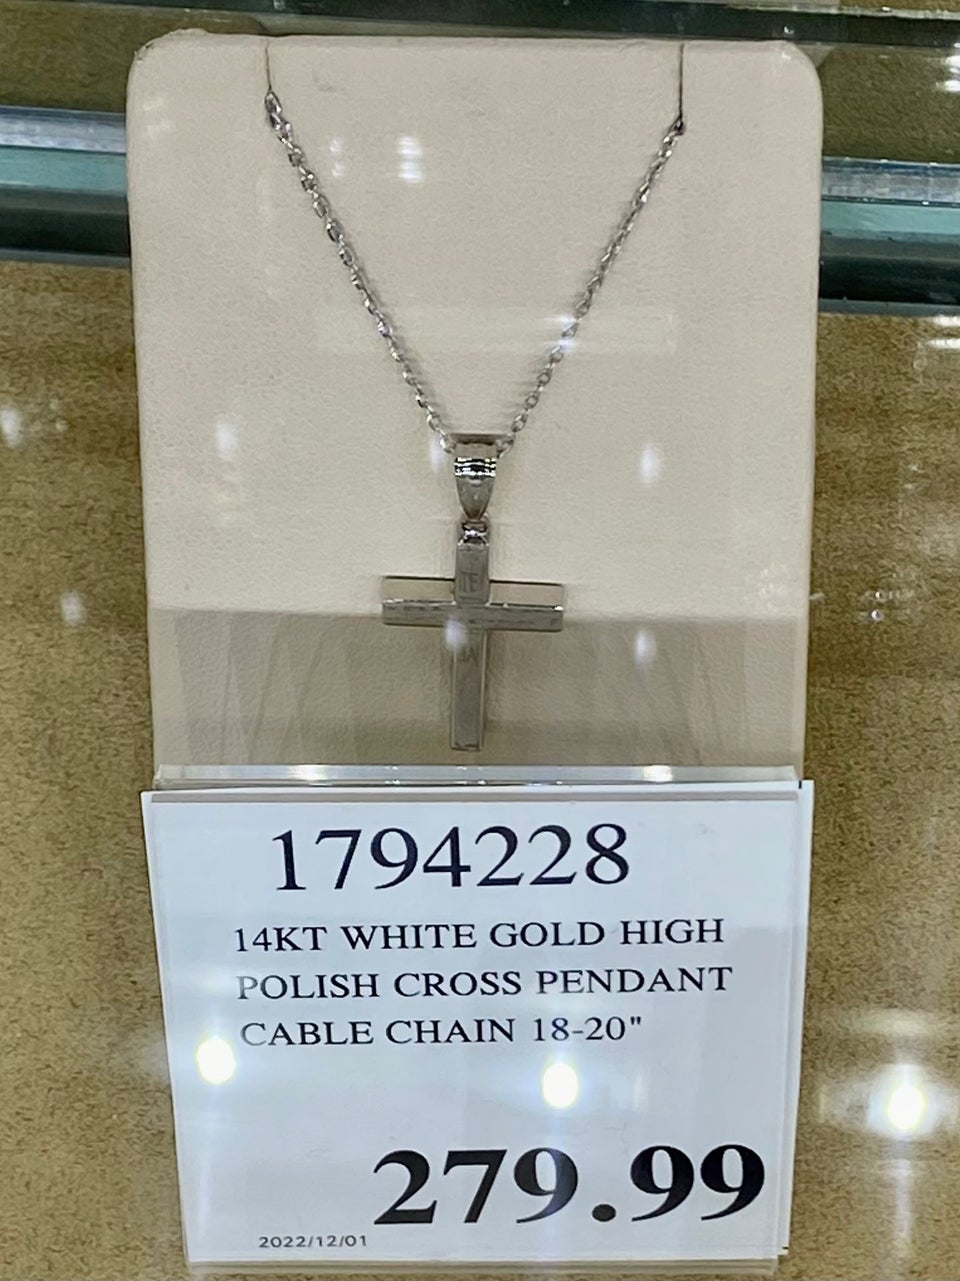 1794228
14KT WHITE GOLD HIGH
POLISH CROSS PENDANT
CABLE CHAIN 18-20"
279.99
2022/12/01